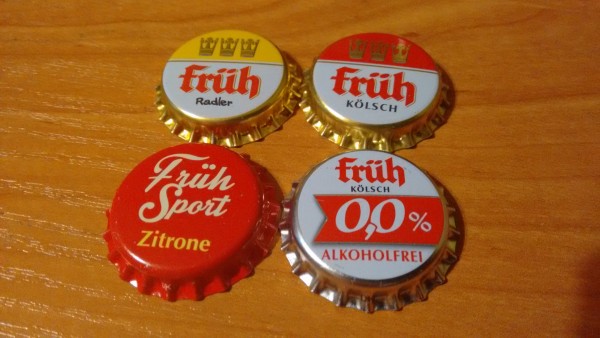 früh
Radler
früh
KÖLSCH
Früh
Sport
Zitrone
früh
KÖLSCH
0,0%
ALKOHOLFREI